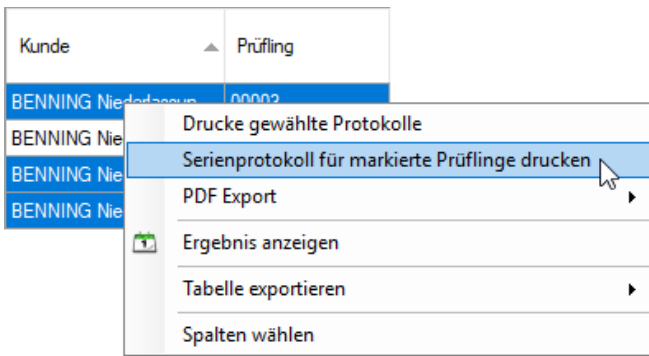 Kunde Prüfling
BENNING Niederlassun... 00002
BENNING Nie
BENNING Nie
BENNING Nie
Drucke gewählte Protokolle
Serienprotokoll für markierte Prüflinge drucken
PDF Export
Ergebnis anzeigen
Tabelle exportieren
Spalten wählen